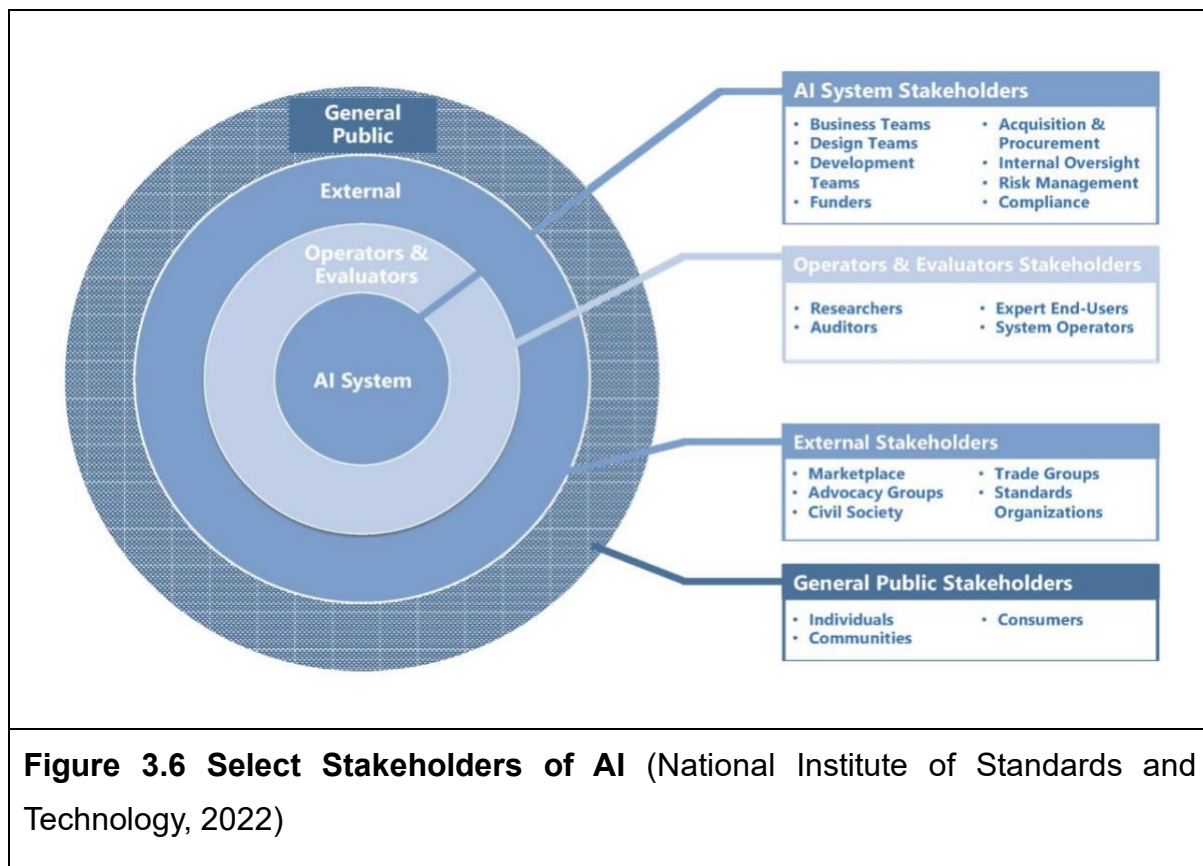 General
Public
External
Operators &
Evaluators
AI System
AI System Stakeholders
• Business Teams
• Design Teams
• Development
Teams
• Funders
• Acquisition &
Procurement
• Internal Oversight
• Risk Management
• Compliance
Operators & Evaluators Stakeholders
• Researchers
• Auditors
• Expert End-Users
• System Operators
External Stakeholders
• Marketplace
• Advocacy Groups
• Civil Society
• Trade Groups
• Standards
Organizations
General Public Stakeholders
• Individuals
• Communities
• Consumers
Figure 3.6 Select Stakeholders of AI (National Institute of Standards and
Technology, 2022)